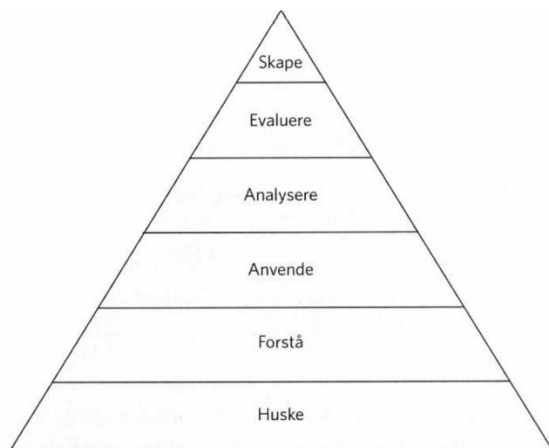 Skape
Evaluere
Analysere
Anvende
Forstå
Huske